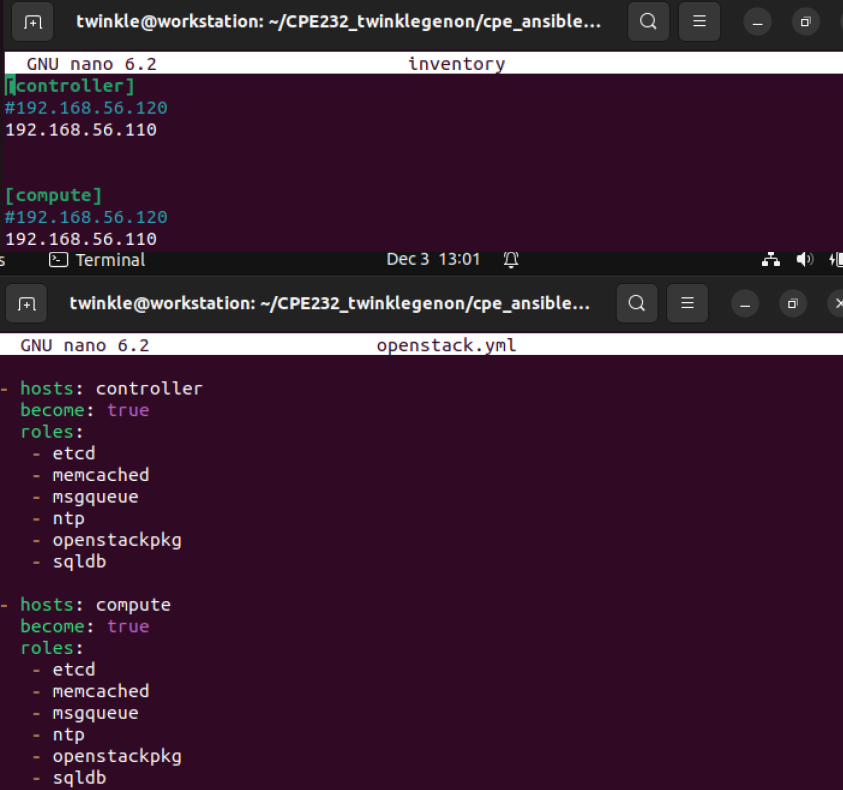 twinkle@workstation: ~/CPE232_twinklegenon/cpe_ansible...
GNU nano 6.2 inventory
[controller]
#192.168.56.120
192.168.56.110
[compute]
#192.168.56.120
192.168.56.110
s Terminal Dec 3 13:01
twinkle@workstation: ~/CPE232_twinklegenon/cpe_ansible...
GNU nano 6.2 openstack.yml
- hosts: controller
become: true
roles:
- etcd
- memcached
- msgqueue
- ntp
- openstackpkg
- sqldb
- hosts: compute
become: true
roles:
- etcd
- memcached
- msgqueue
- ntp
- openstackpkg
- sqldb